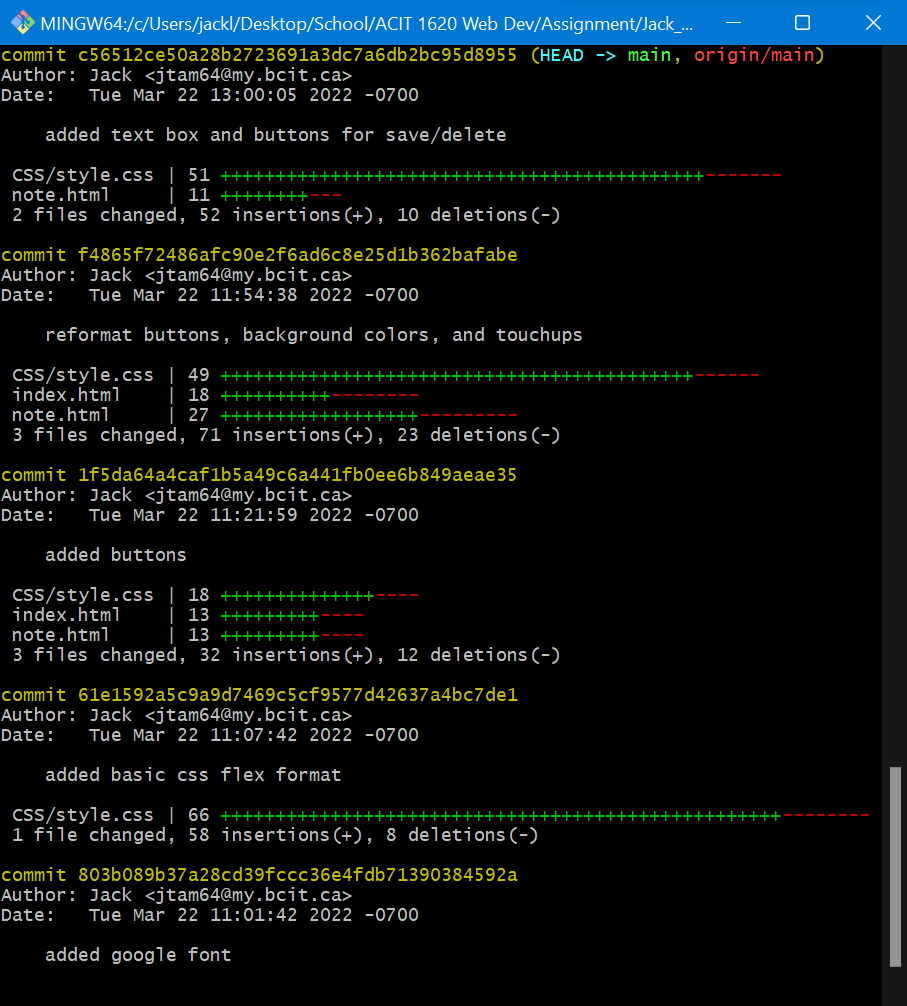 MINGW64:/c/Users/jackl/Desktop/School/ACIT 1620 Web Dev/Assignment/Jack_...
commit c56512ce50a28b2723691a3dc7a6db2bc95d8955 (HEAD -> main, origin/main)
Author: Jack <jtam64@my.bcit.ca>
Date:   Tue Mar 22 13:00:05 2022 -0700
    added text box and buttons for save/delete
 CSS/style.css | 51 ++++++++++++++++++++++++++++++++++++++++++++-------
 note.html     | 11 ++++++++---
 2 files changed, 52 insertions(+), 10 deletions(-)
commit f4865f72486afc90e2f6ad6c8e25d1b362bafabe
Author: Jack <jtam64@my.bcit.ca>
Date:   Tue Mar 22 11:54:38 2022 -0700
    reformat buttons, background colors, and touchups
 CSS/style.css | 49 +++++++++++++++++++++++++++++++++++++++++++------
 index.html    | 18 ++++++++++--------
 note.html     | 27 ++++++++++++++++++---------
 3 files changed, 71 insertions(+), 23 deletions(-)
commit 1f5da64a4caf1b5a49c6a441fb0ee6b849aeae35
Author: Jack <jtam64@my.bcit.ca>
Date:   Tue Mar 22 11:21:59 2022 -0700
    added buttons
 CSS/style.css | 18 ++++++++++++++----
 index.html    | 13 +++++++++----
 note.html     | 13 +++++++++----
 3 files changed, 32 insertions(+), 12 deletions(-)
commit 61e1592a5c9a9d7469c5cf9577d42637a4bc7de1
Author: Jack <jtam64@my.bcit.ca>
Date:   Tue Mar 22 11:07:42 2022 -0700
    added basic css flex format
 CSS/style.css | 66 +++++++++++++++++++++++++++++++++++++++++++++++++++--------
 1 file changed, 58 insertions(+), 8 deletions(-)
commit 803b089b37a28cd39fccc36e4fdb71390384592a
Author: Jack <jtam64@my.bcit.ca>
Date:   Tue Mar 22 11:01:42 2022 -0700
    added google font